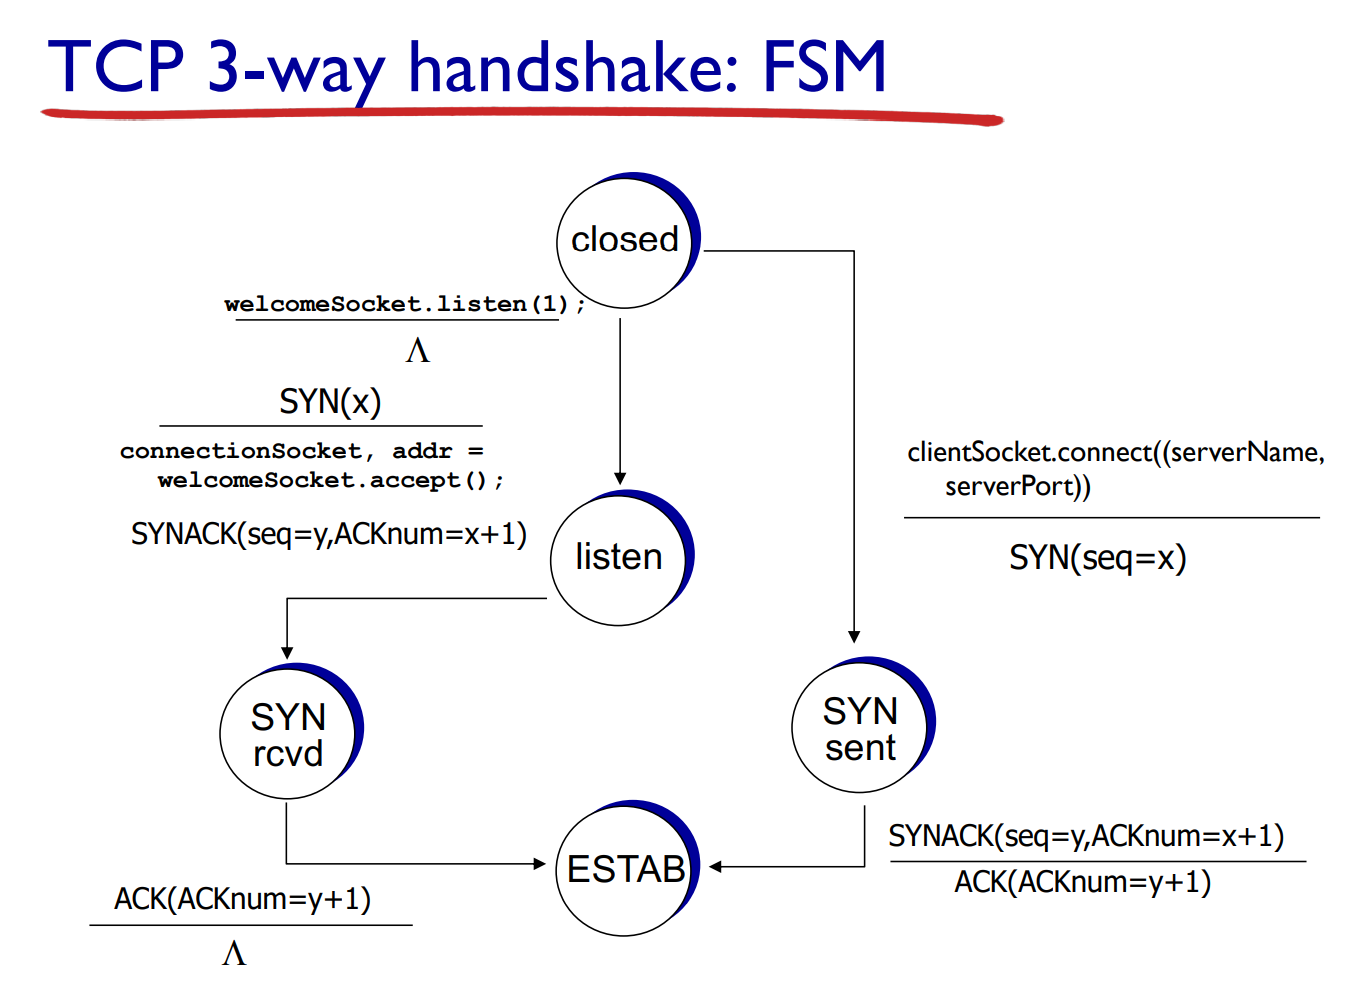 TCP 3-way handshake: FSM
closed
welcomeSocket.listen(1);
Λ
SYN(x)
connectionSocket, addr =
welcomeSocket.accept();
SYNACK(seq=y,ACKnum=x+1)
clientSocket.connect((serverName,
serverPort))
SYN(seq=x)
listen
SYN
rcvd
SYN
sent
ESTAB
SYNACK(seq=y,ACKnum=x+1)
ACK(ACKnum=y+1)
ACK(ACKnum=y+1)
Λ